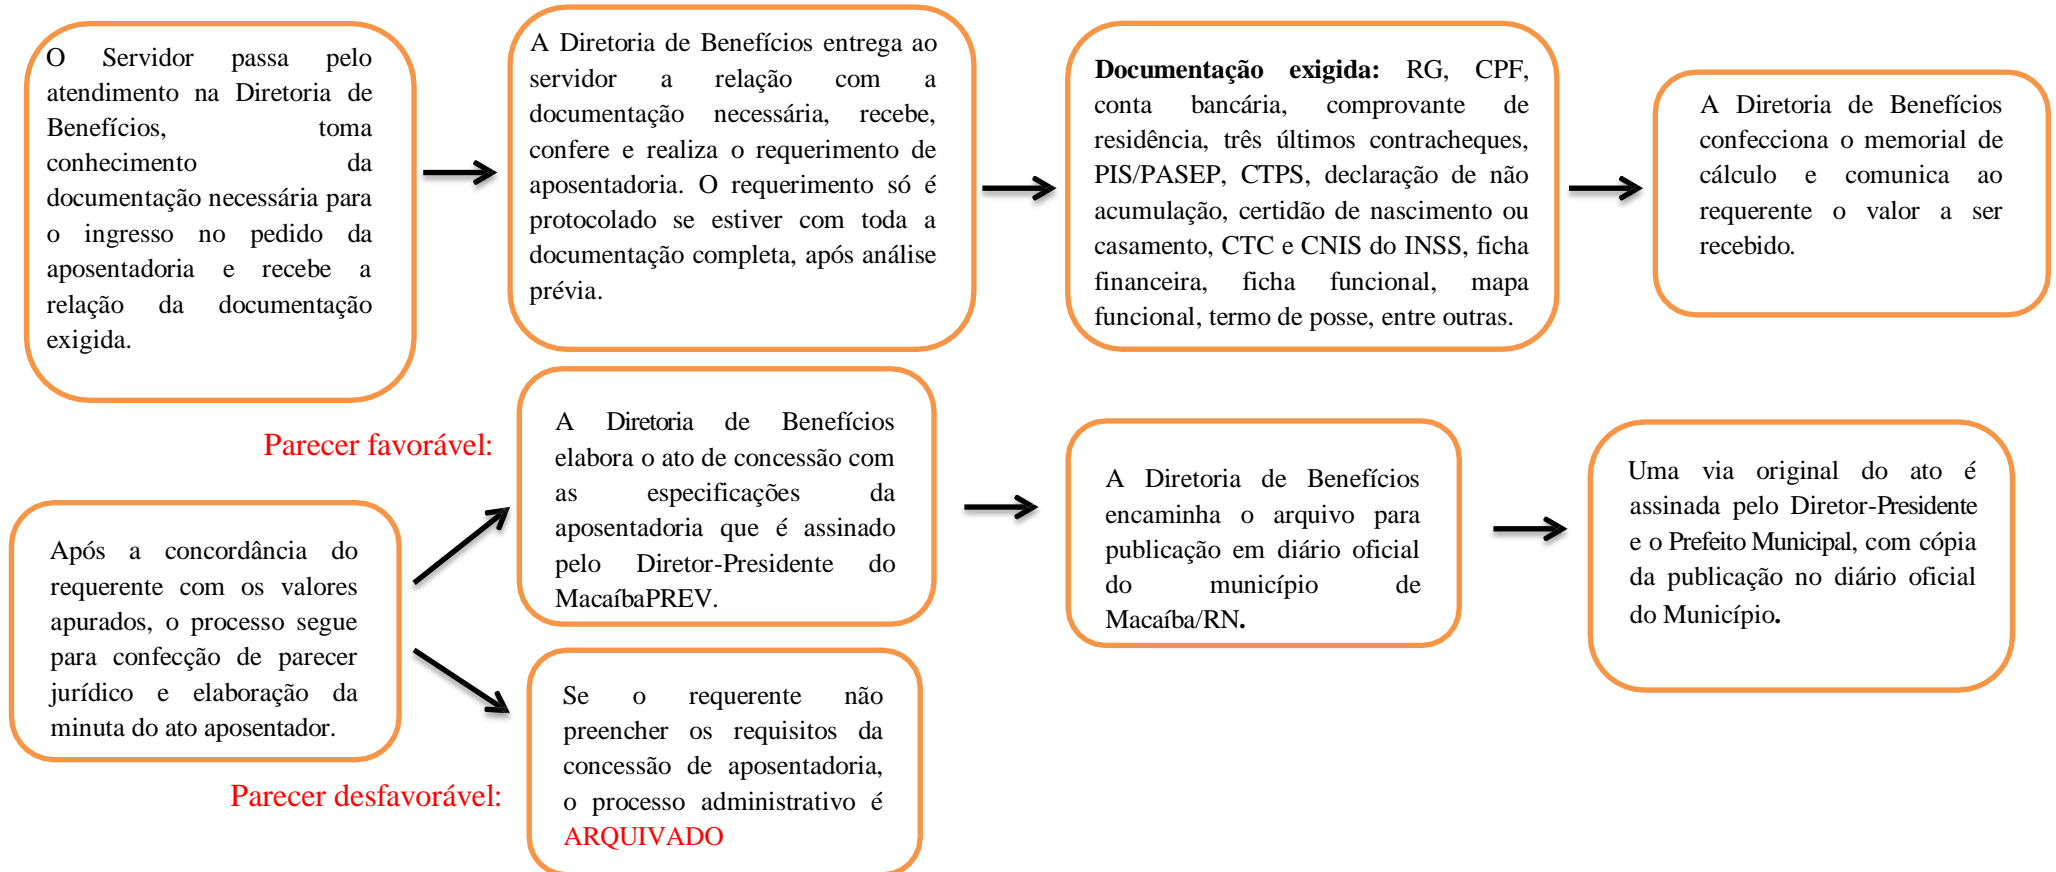 O Servidor passa pelo
atendimento na Diretoria de
Benefícios, toma
conhecimento da
documentação necessária para
o ingresso no pedido da
aposentadoria e recebe a
relação da documentação
exigida.
A Diretoria de Benefícios entrega ao
servidor a relação com a
documentação necessária, recebe,
confere e realiza o requerimento de
aposentadoria. O requerimento só é
protocolado se estiver com toda a
documentação completa, após análise
prévia.
Documentação exigida: RG, CPF,
conta bancária, comprovante de
residência, três últimos contracheques,
PIS/PASEP, CTPS, declaração de não
acumulação, certidão de nascimento ou
casamento, CTC e CNIS do INSS, ficha
financeira, ficha funcional, mapa
funcional, termo de posse, entre outras.
A Diretoria de Benefícios
confecciona o memorial de
cálculo e comunica ao
requerente o valor a ser
recebido.
Após a concordância do
requerente com os valores
apurados, o processo segue
para confecção de parecer
jurídico e elaboração da
minuta do ato aposentador.
Parecer favorável:
A Diretoria de Benefícios
elabora o ato de concessão com
as especificações da
aposentadoria que é assinado
pelo Diretor-Presidente do
MacaíbaPREV.
A Diretoria de Benefícios
encaminha o arquivo para
publicação em diário oficial
do município de
Macaíba/RN.
Uma via original do ato é
assinada pelo Diretor-Presidente
e o Prefeito Municipal, com cópia
da publicação no diário oficial
do Município.
Parecer desfavorável:
Se o requerente não
preencher os requisitos da
concessão de aposentadoria,
o processo administrativo é
ARQUIVADO